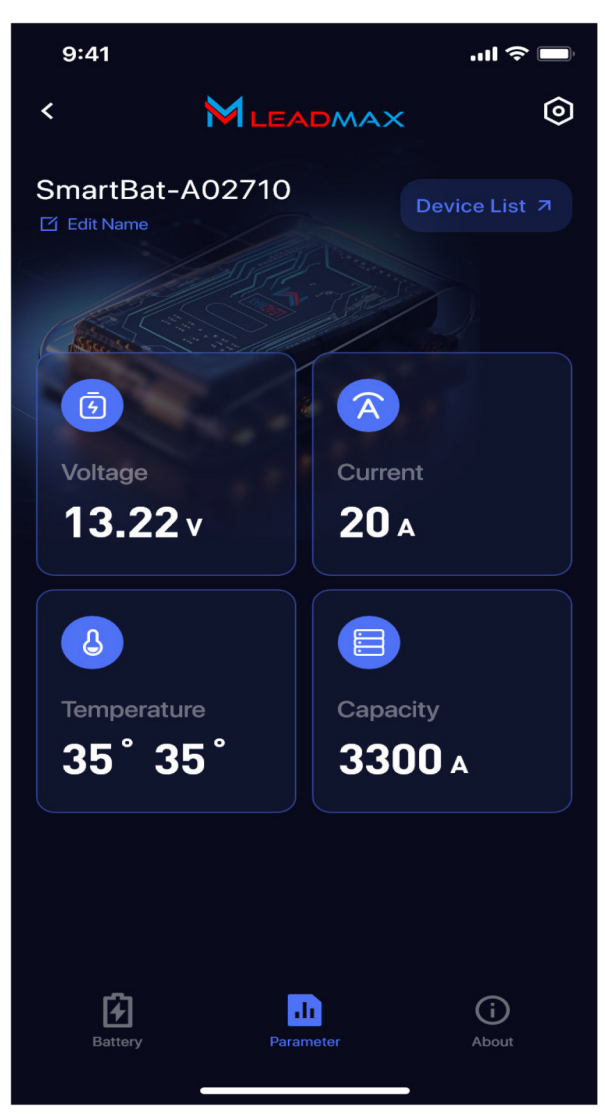 9:41
LEADMAX
SmartBat-A02710
Edit Name
Device List
Voltage
13.22 V
Current
20 A
Temperature
35° 35°
Capacity
3300 A
Battery
Parameter
About